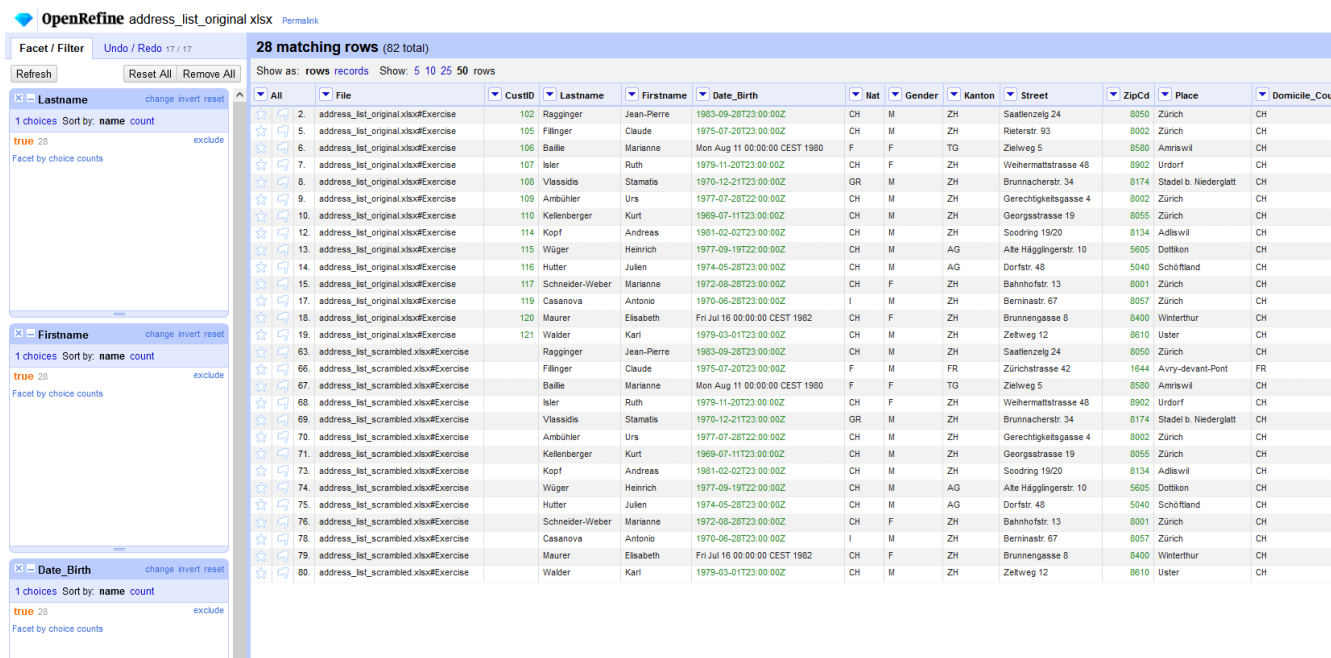 OpenRefine address_list_original xlsx Permalink
Facet / Filter Undo / Redo 17 / 17 28 matching rows (82 total)
Refresh Reset All Remove All Show as: rows records Show: 5 10 25 50 rows
Lastname change invert reset
1 choices Sort by: name count
true 28 exclude
Facet by choice counts
Firstname change invert reset
1 choices Sort by: name count
true 28 exclude
Facet by choice counts
Date_Birth change invert reset
1 choices Sort by: name count
true 28 exclude
Facet by choice counts
All File CustID Lastname Firstname Date_Birth Nat Gender Kanton Street ZipCd Place Domicile_Cou
2. address_list_original.xlsx#Exercise 102 Ragginger Jean-Pierre 1983-09-28T23:00:00Z CH M ZH Saatlenzelg 24 8050 Zürich CH
5. address_list_original.xlsx#Exercise 105 Fillinger Claude 1975-07-20T22:00:00Z CH M ZH Rieterstr. 93 8002 Zürich CH
6. address_list_original.xlsx#Exercise 106 Baillie Marianne Mon Aug 11 00:00:00 CEST 1980 F F TG Zielweg 5 8580 Amriswil CH
7. address_list_original.xlsx#Exercise 107 Isler Ruth 1979-11-20T23:00:00Z CH F ZH Weihermattstrasse 48 8902 Urdorf CH
8. address_list_original.xlsx#Exercise 108 Vlassidis Stamatis 1970-12-21T23:00:00Z GR M ZH Brunnacherstr. 34 8174 Stadel b. Niederglatt CH
9. address_list_original.xlsx#Exercise 109 Ambühler Urs 1977-07-28T22:00:00Z CH M ZH Gerechtigkeitsgasse 4 8002 Zürich CH
10. address_list_original.xlsx#Exercise 110 Kellenberger Kurt 1969-07-11T23:00:00Z CH M ZH Georgsstrasse 19 8055 Zürich CH
12. address_list_original.xlsx#Exercise 114 Kopf Andreas 1981-02-02T23:00:00Z CH M ZH Soodring 19/20 8134 Adliswil CH
13. address_list_original.xlsx#Exercise 115 Wüger Heinrich 1977-09-19T22:00:00Z CH M AG Alte Hägglingerstr. 10 5605 Dottikon CH
14. address_list_original.xlsx#Exercise 116 Hutter Julien 1974-05-28T23:00:00Z CH M AG Dorfstr. 48 5040 Schöftland CH
15. address_list_original.xlsx#Exercise 117 Schneider-Weber Marianne 1972-08-28T23:00:00Z CH F ZH Bahnhofstr. 13 8001 Zürich CH
17. address_list_original.xlsx#Exercise 119 Casanova Antonio 1970-06-28T23:00:00Z I M ZH Berninastr. 67 8057 Zürich CH
18. address_list_original.xlsx#Exercise 120 Maurer Elisabeth Fri Jul 16 00:00:00 CEST 1982 CH F ZH Brunnengasse 8 8400 Winterthur CH
19. address_list_original.xlsx#Exercise 121 Walder Karl 1979-03-01T23:00:00Z CH M ZH Zeltweg 12 8610 Uster CH
63. address_list_scrambled.xlsx#Exercise Ragginger Jean-Pierre 1983-09-28T23:00:00Z CH M ZH Saatlenzelg 24 8050 Zürich CH
66. address_list_scrambled.xlsx#Exercise Fillinger Claude 1975-07-20T22:00:00Z F M FR Zürichstrasse 42 1644 Avry-devant-Pont FR
67. address_list_scrambled.xlsx#Exercise Baillie Marianne Mon Aug 11 00:00:00 CEST 1980 F F TG Zielweg 5 8580 Amriswil CH
68. address_list_scrambled.xlsx#Exercise Isler Ruth 1979-11-20T23:00:00Z CH F ZH Weihermattstrasse 48 8902 Urdorf CH
69. address_list_scrambled.xlsx#Exercise Vlassidis Stamatis 1970-12-21T23:00:00Z GR M ZH Brunnacherstr. 34 8174 Stadel b. Niederglatt CH
70. address_list_scrambled.xlsx#Exercise Ambühler Urs 1977-07-28T22:00:00Z CH M ZH Gerechtigkeitsgasse 4 8002 Zürich CH
71. address_list_scrambled.xlsx#Exercise Kellenberger Kurt 1969-07-11T23:00:00Z CH M ZH Georgsstrasse 19 8055 Zürich CH
73. address_list_scrambled.xlsx#Exercise Kopf Andreas 1981-02-02T23:00:00Z CH M ZH Soodring 19/20 8134 Adliswil CH
74. address_list_scrambled.xlsx#Exercise Wüger Heinrich 1977-09-19T22:00:00Z CH M AG Alte Hägglingerstr. 10 5605 Dottikon CH
75. address_list_scrambled.xlsx#Exercise Hutter Julien 1974-05-28T23:00:00Z CH M AG Dorfstr. 48 5040 Schöftland CH
76. address_list_scrambled.xlsx#Exercise Schneider-Weber Marianne 1972-08-28T23:00:00Z CH F ZH Bahnhofstr. 13 8001 Zürich CH
78. address_list_scrambled.xlsx#Exercise Casanova Antonio 1970-06-28T23:00:00Z I M ZH Berninastr. 67 8057 Zürich CH
79. address_list_scrambled.xlsx#Exercise Maurer Elisabeth Fri Jul 16 00:00:00 CEST 1982 CH F ZH Brunnengasse 8 8400 Winterthur CH
80. address_list_scrambled.xlsx#Exercise Walder Karl 1979-03-01T23:00:00Z CH M ZH Zeltweg 12 8610 Uster CH